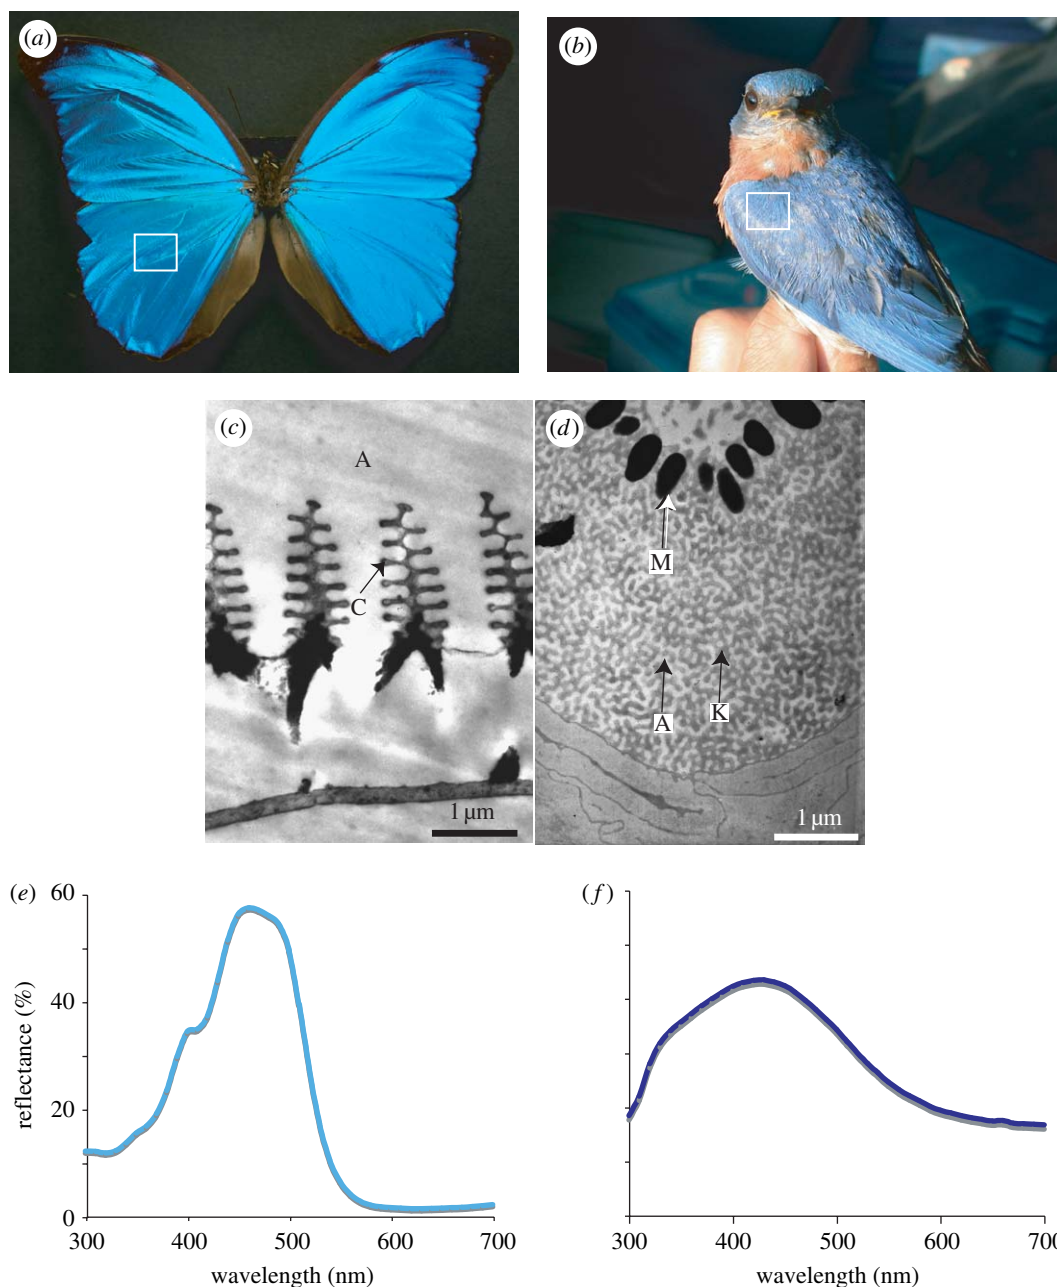 (a)
(b)
(c)
A
C
1 μm
(d)
M
A
K
1 μm
(e)
60
40
20
0
reflectance (%)
300 400 500 600 700
wavelength (nm)
(f)
300 400 500 600 700
wavelength (nm)